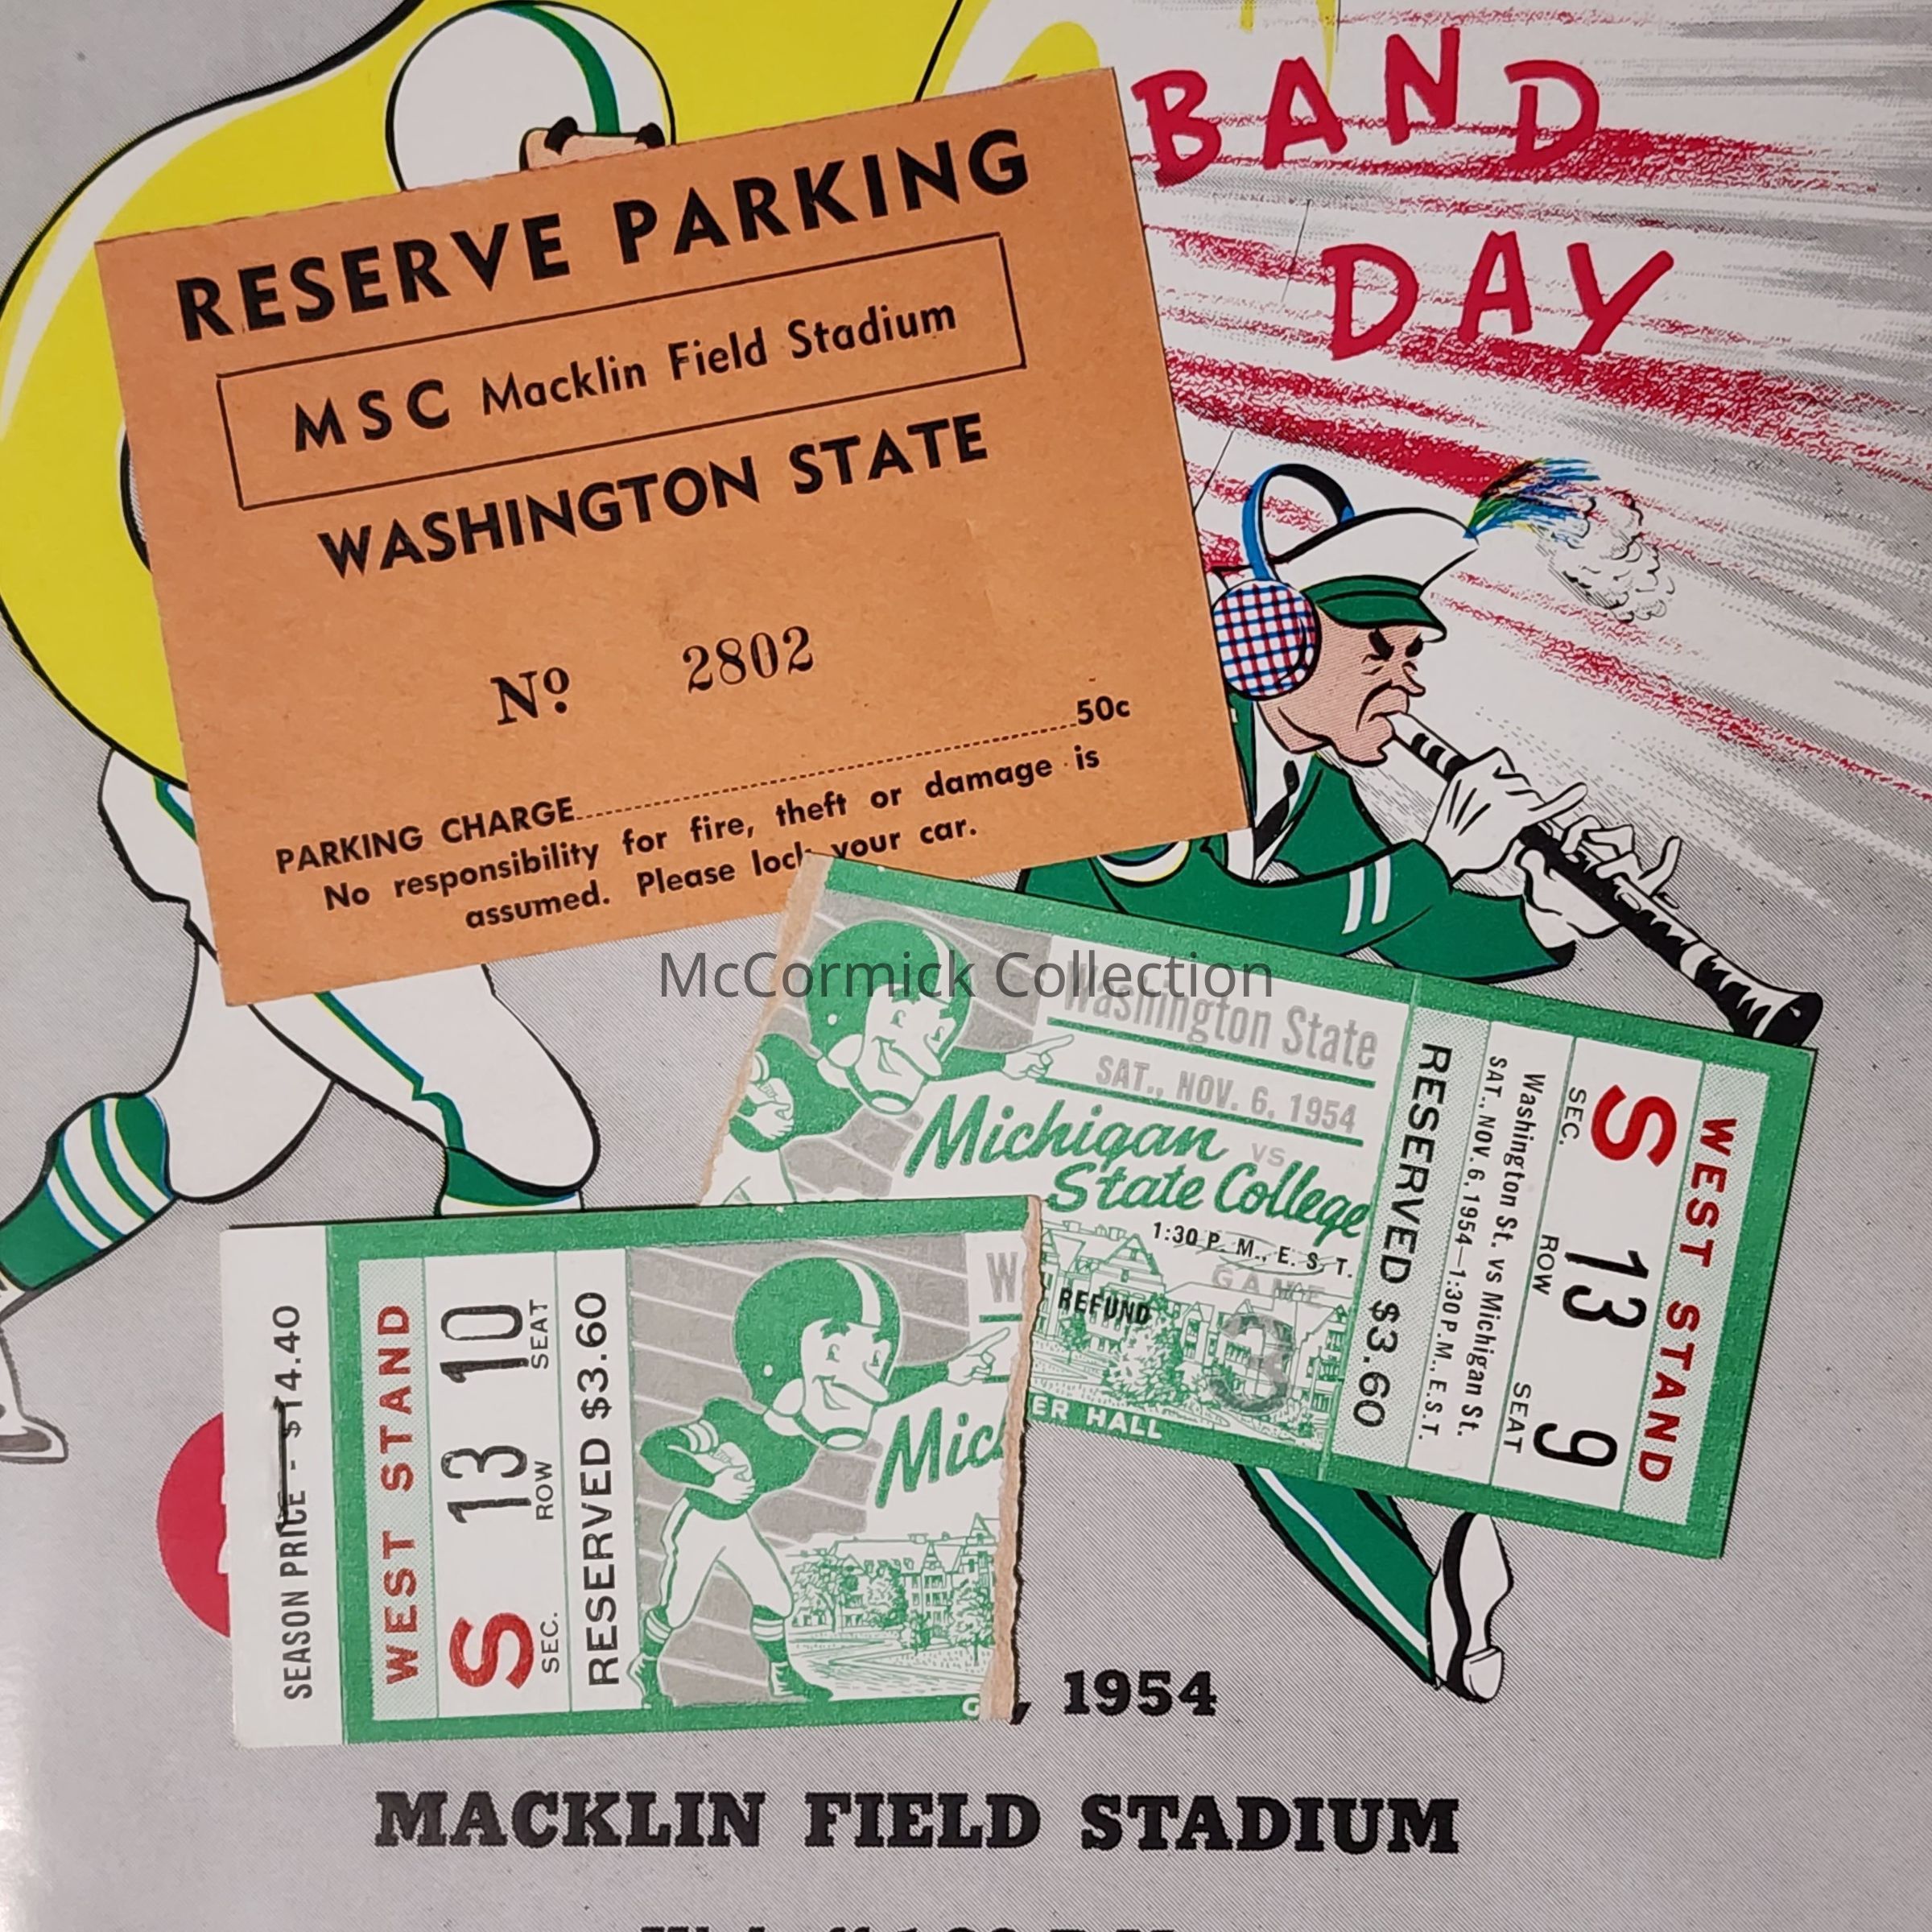 BAND
DAY
RESERVE PARKING
MSC Macklin Field Stadium
WASHINGTON STATE
Nº 2802
PARKING CHARGE 50c
No responsibility for fire, theft or damage is
assumed. Please lock your car.
McCormick Collection
Washington State
SAT., NOV. 6, 1954
VS
Michigan
State College
1:30 P. M., E. S. T.
GAME
3
REFUND
ER HALL
RESERVED $3.60
SAT., NOV. 6, 1954—1:30 P.M., E.S.T.
Washington St. vs Michigan St.
SEC. ROW SEAT
S 13 9
WEST STAND
SEASON PRICE - $14.40
WEST STAND
S 13 10
SEC. ROW SEAT
RESERVED $3.60
Mic
, 1954
MACKLIN FIELD STADIUM